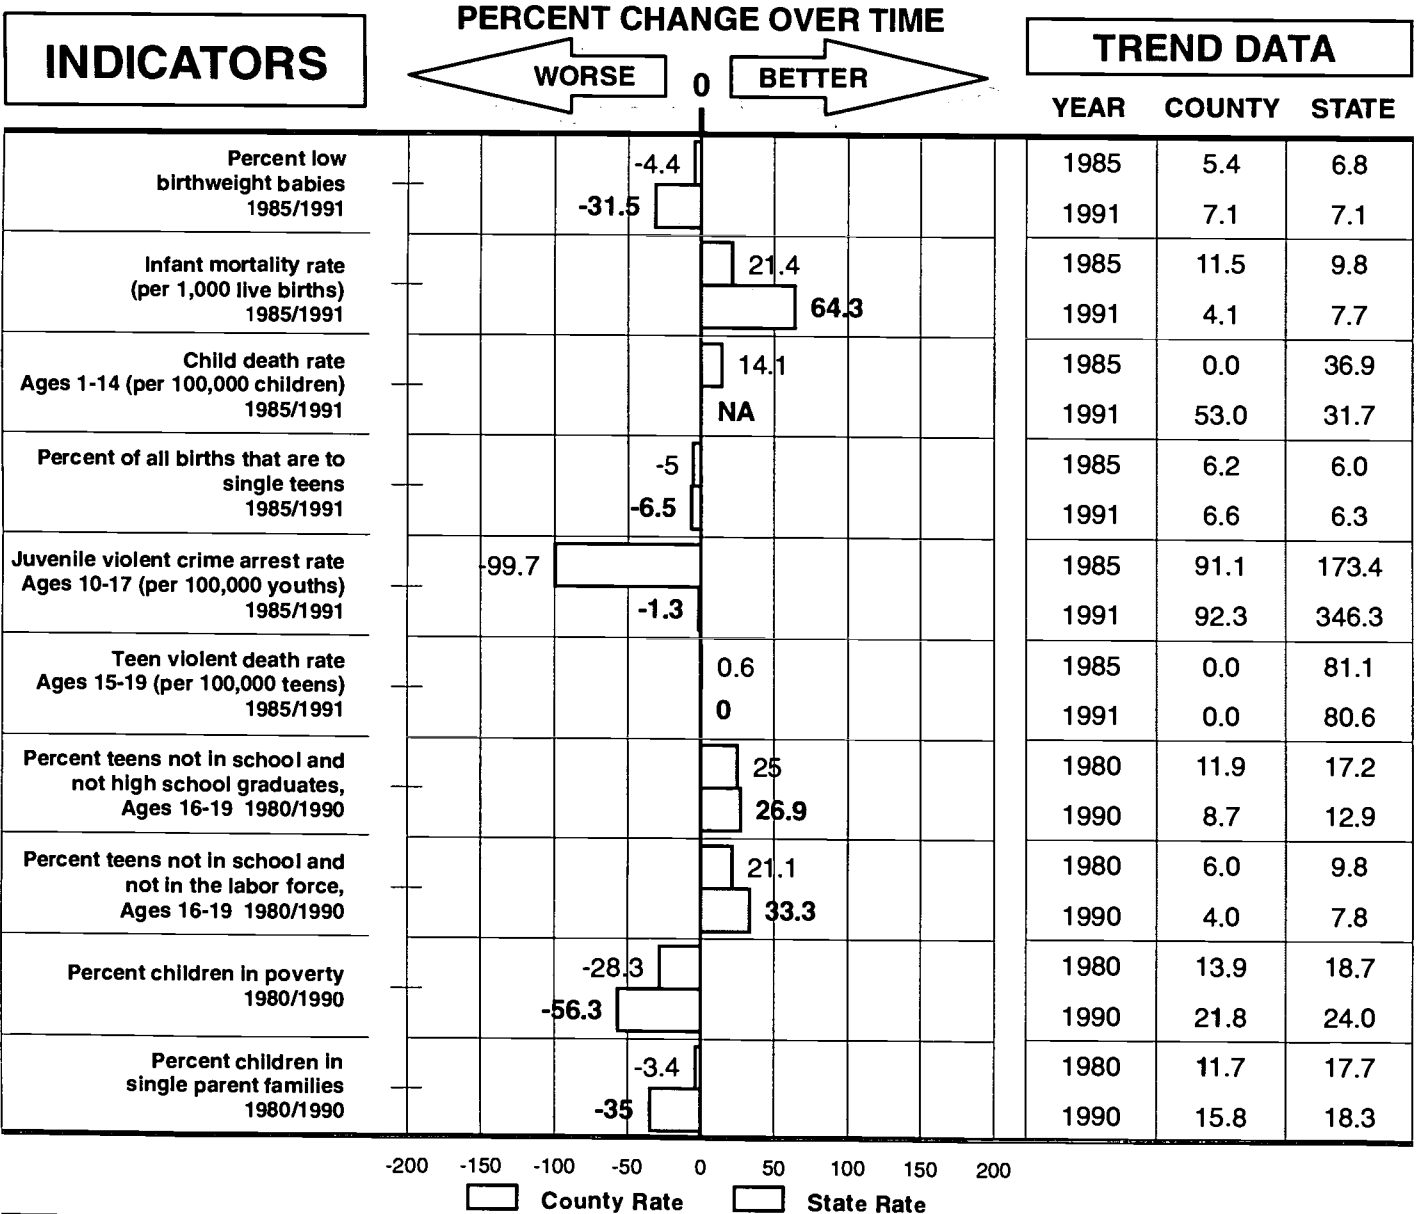 PERCENT CHANGE OVER TIME
INDICATORS
WORSE 0 BETTER
TREND DATA
YEAR COUNTY STATE
Percent low
birthweight babies
1985/1991
-4.4
-31.5
1985 5.4 6.8
1991 7.1 7.1
Infant mortality rate
(per 1,000 live births)
1985/1991
21.4
64.3
1985 11.5 9.8
1991 4.1 7.7
Child death rate
Ages 1-14 (per 100,000 children)
1985/1991
14.1
NA
1985 0.0 36.9
1991 53.0 31.7
Percent of all births that are to
single teens
1985/1991
-5
-6.5
1985 6.2 6.0
1991 6.6 6.3
Juvenile violent crime arrest rate
Ages 10-17 (per 100,000 youths)
1985/1991
-99.7
-1.3
1985 91.1 173.4
1991 92.3 346.3
Teen violent death rate
Ages 15-19 (per 100,000 teens)
1985/1991
0.6
0
1985 0.0 81.1
1991 0.0 80.6
Percent teens not in school and
not high school graduates,
Ages 16-19 1980/1990
25
26.9
1980 11.9 17.2
1990 8.7 12.9
Percent teens not in school and
not in the labor force,
Ages 16-19 1980/1990
21.1
33.3
1980 6.0 9.8
1990 4.0 7.8
Percent children in poverty
1980/1990
-28.3
-56.3
1980 13.9 18.7
1990 21.8 24.0
Percent children in
single parent families
1980/1990
-3.4
-35
1980 11.7 17.7
1990 15.8 18.3
-200 -150 -100 -50 0 50 100 150 200
County Rate State Rate